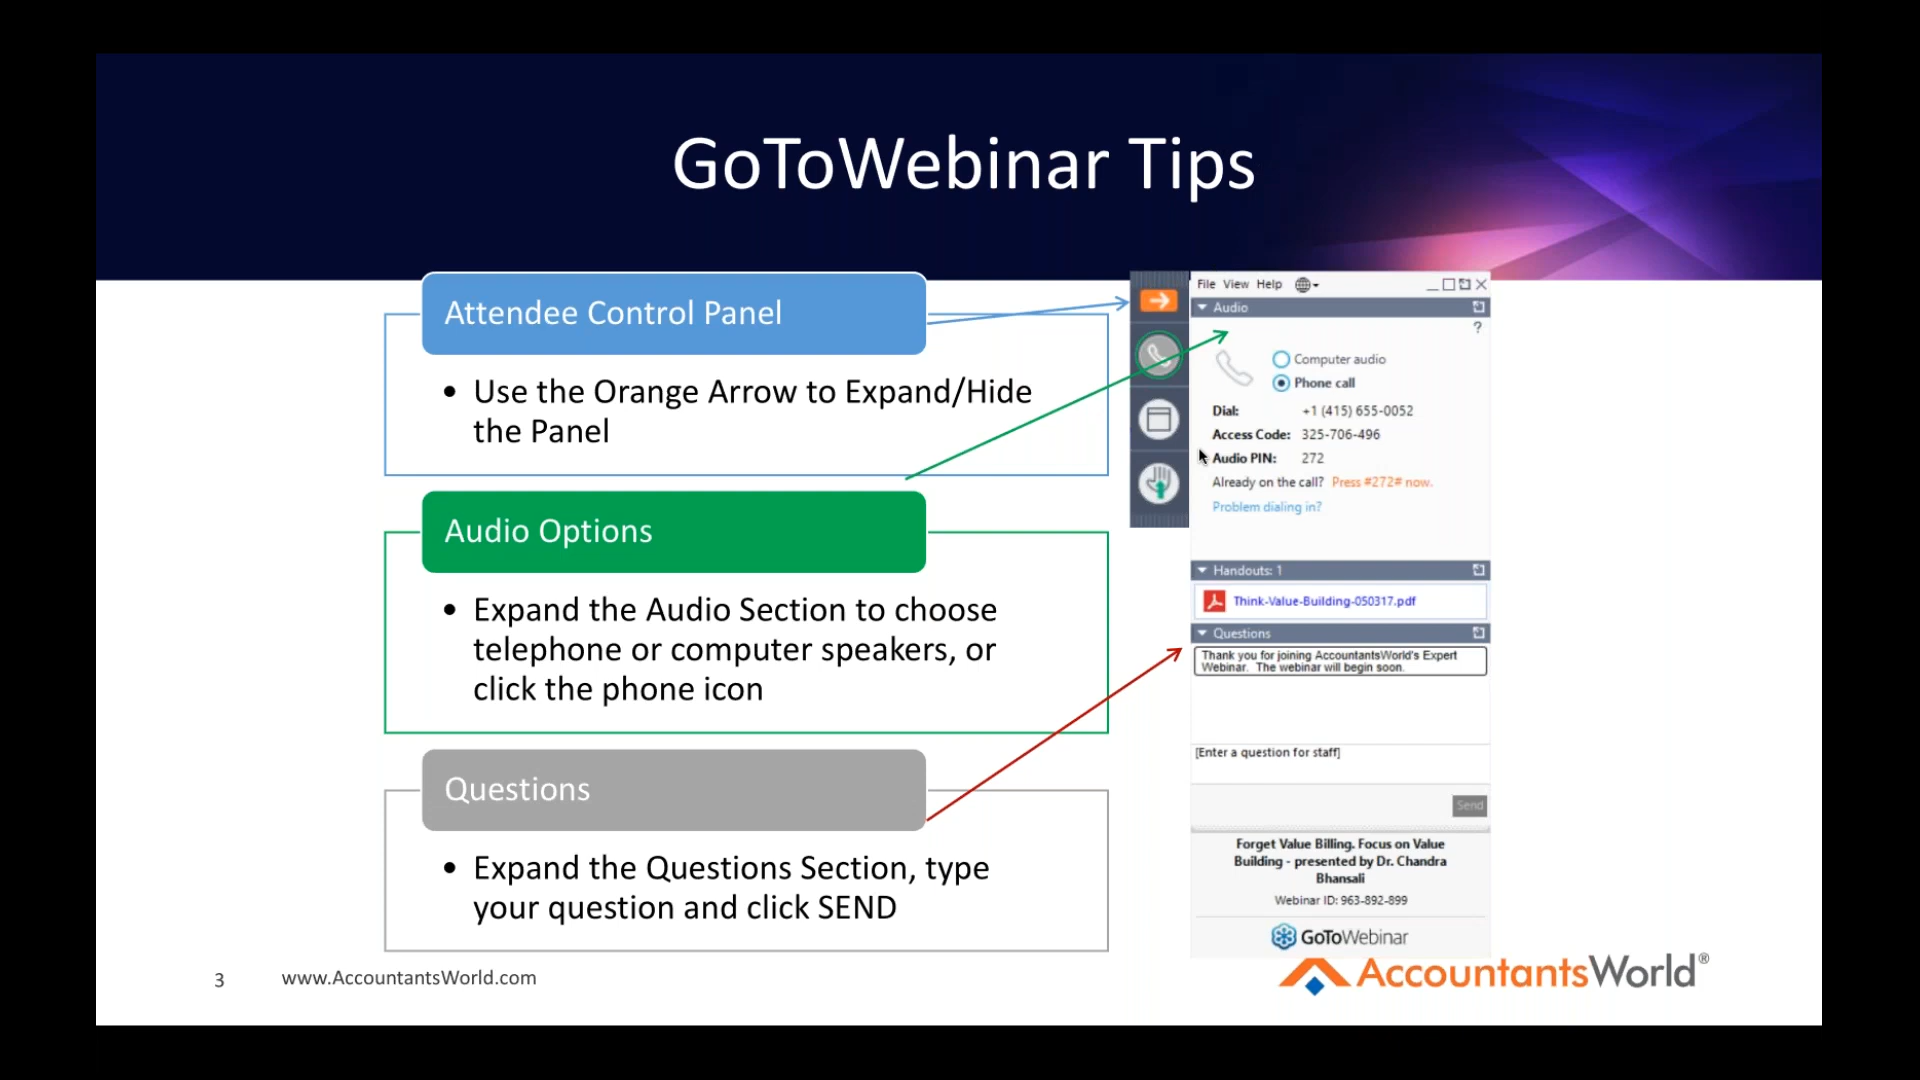 GoToWebinar Tips
Attendee Control Panel
• Use the Orange Arrow to Expand/Hide
the Panel
Audio Options
• Expand the Audio Section to choose
telephone or computer speakers, or
click the phone icon
Questions
• Expand the Questions Section, type
your question and click SEND
File View Help
Audio
?
Computer audio
Phone call
Dial: +1 (415) 655-0052
Access Code: 325-706-496
Audio PIN: 272
Already on the call? Press #272# now.
Problem dialing in?
Handouts: 1
Think-Value-Building-050317.pdf
Questions
Thank you for joining AccountantsWorld's Expert
Webinar. The webinar will begin soon.
[Enter a question for staff]
Send
Forget Value Billing. Focus on Value
Building - presented by Dr. Chandra
Bhansali
Webinar ID: 963-892-899
GoToWebinar
3 www.AccountantsWorld.com
AccountantsWorld®